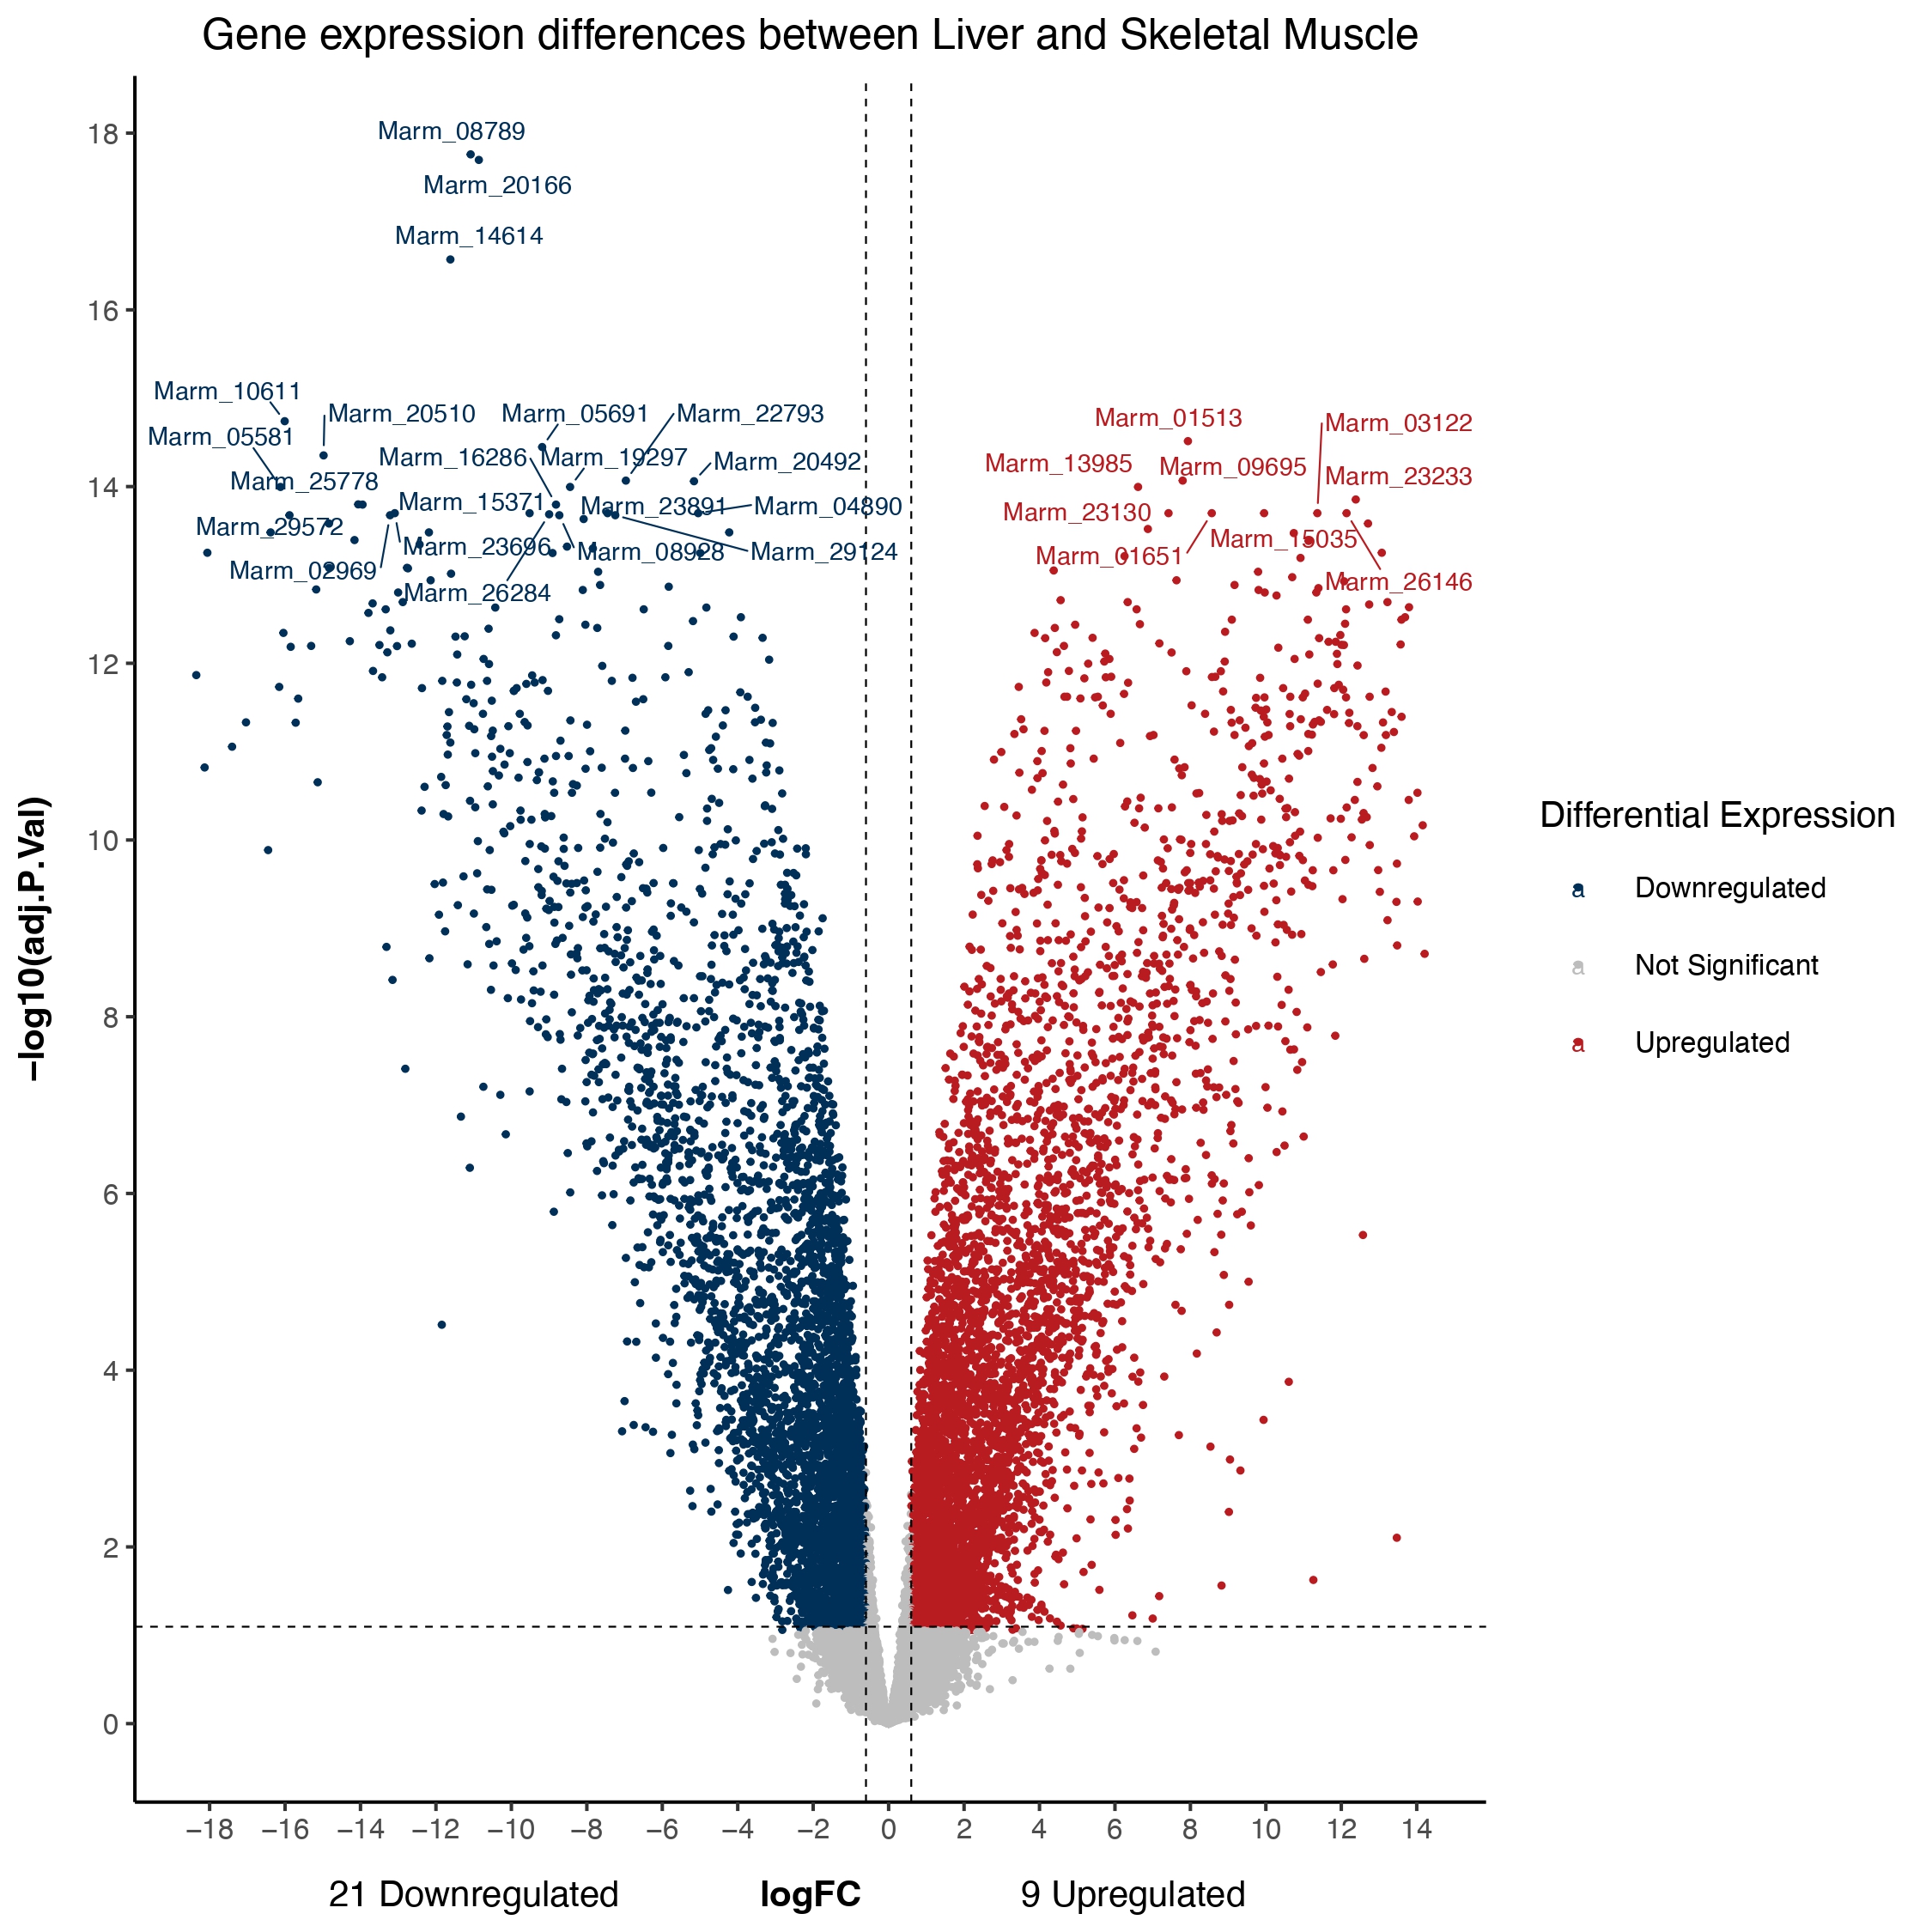 Gene expression differences between Liver and Skeletal Muscle
−log10(adj.P.Val)
18
16
14
12
10
8
6
4
2
0
Marm_08789
Marm_20166
Marm_14614
Marm_10611
Marm_20510
Marm_05691
Marm_22793
Marm_05581
Marm_16286
Marm_19297
Marm_20492
Marm_25778
Marm_15371
Marm_23891
Marm_04890
Marm_29572
Marm_23696
Marm_08928
Marm_29124
Marm_02969
Marm_26284
Marm_01513
Marm_03122
Marm_13985
Marm_09695
Marm_23233
Marm_23130
Marm_15035
Marm_01651
Marm_26146
Differential Expression
a Downregulated
a Not Significant
a Upregulated
−18 −16 −14 −12 −10 −8 −6 −4 −2 0 2 4 6 8 10 12 14
21 Downregulated logFC 9 Upregulated